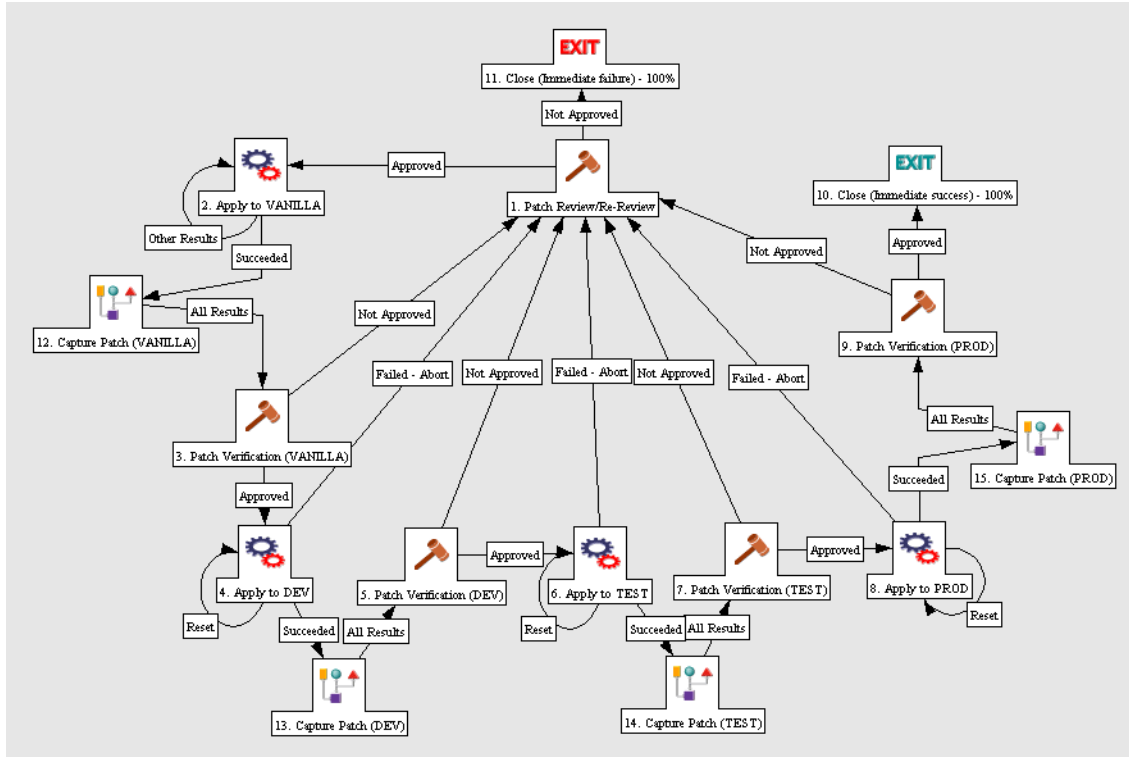 EXIT
11. Close (Immediate failure) - 100%
Not Approved
Approved
EXIT
2. Apply to VANILLA
1. Patch Review/Re-Review
10. Close (Immediate success) - 100%
Other Results
Approved
Not Approved
Succeeded
All Results
Not Approved
12. Capture Patch (VANILLA)
9. Patch Verification (PROD)
Failed - Abort
Not Approved
Failed - Abort
Not Approved
Failed - Abort
All Results
3. Patch Verification (VANILLA)
Succeeded
15. Capture Patch (PROD)
Approved
Approved
Approved
4. Apply to DEV
5. Patch Verification (DEV)
6. Apply to TEST
7. Patch Verification (TEST)
8. Apply to PROD
Reset
Succeeded
All Results
Reset
Succeeded
All Results
Reset
13. Capture Patch (DEV)
14. Capture Patch (TEST)